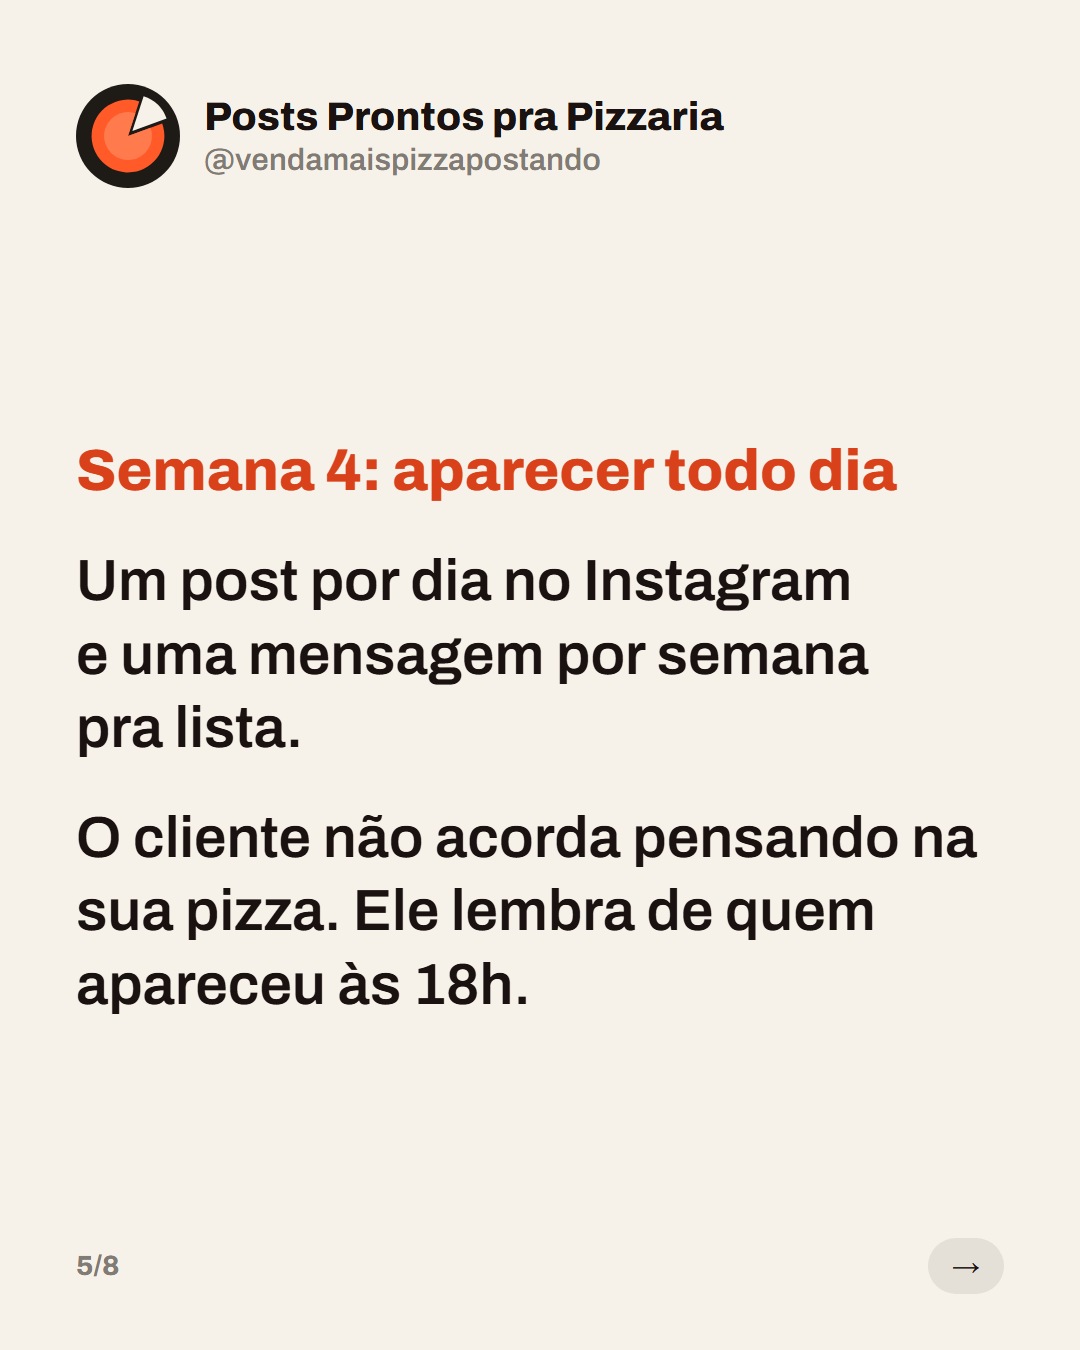 Posts Prontos pra Pizzaria
@vendamaispizzapostando
Semana 4: aparecer todo dia
Um post por dia no Instagram
e uma mensagem por semana
pra lista.
O cliente não acorda pensando na
sua pizza. Ele lembra de quem
apareceu às 18h.
5/8
→